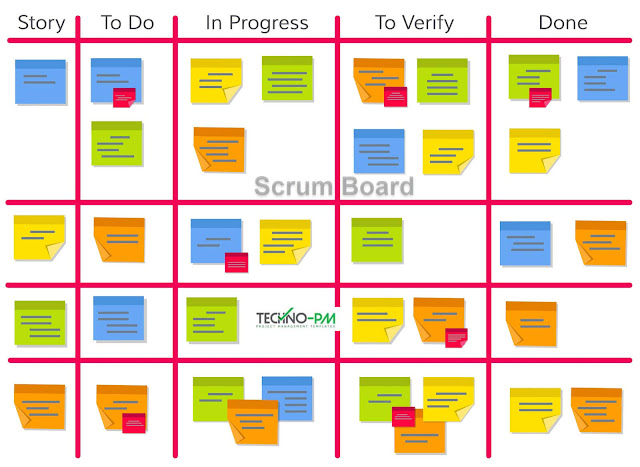 Story
To Do
In Progress
To Verify
Done
Scrum Board
TECHNO-PM
PROJECT MANAGEMENT TEMPLATES